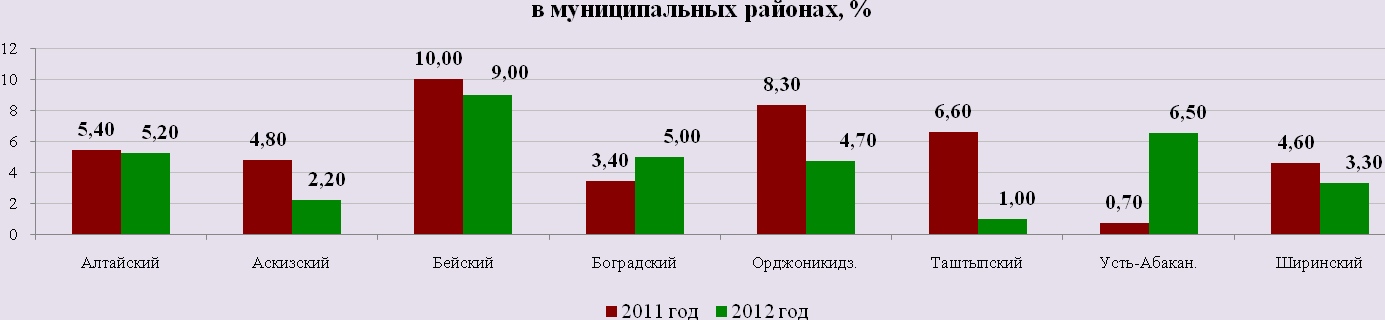 в муниципальных районах, %
12
10
8
6
4
2
0
5,40
5,20
4,80
2,20
10,00
9,00
3,40
5,00
8,30
4,70
6,60
1,00
0,70
6,50
4,60
3,30
Алтайский
Аскизский
Бейский
Боградский
Орджоникидз.
Таштыпский
Усть-Абакан.
Ширинский
2011 год
2012 год